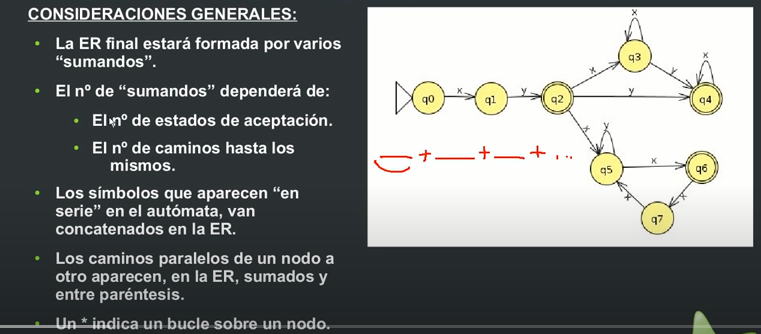 CONSIDERACIONES GENERALES:
• La ER final estará formada por varios
“sumandos”.
• El nº de “sumandos” dependerá de:
• El nº de estados de aceptación.
• El nº de caminos hasta los
mismos.
• Los símbolos que aparecen “en
serie” en el autómata, van
concatenados en la ER.
• Los caminos paralelos de un nodo a
otro aparecen, en la ER, sumados y
entre paréntesis.
• Un * indica un bucle sobre un nodo.
x
q3
x y x
q0 x q1 y q2 y q4
x y
+ + + ...
q5 x q6
x x
q7